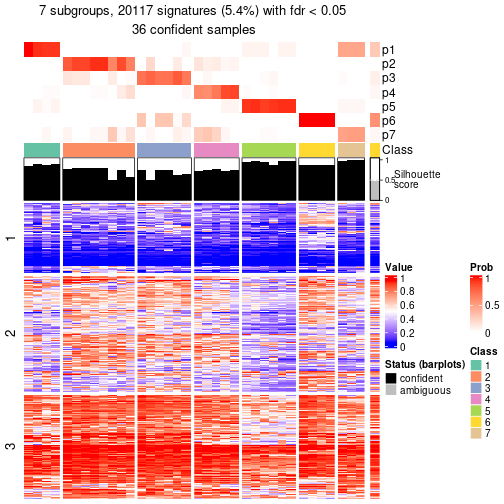 7 subgroups, 20117 signatures (5.4%) with fdr < 0.05
36 confident samples
p1
p2
p3
p4
p5
p6
p7
Class
1
0.5
0
Silhouette
score
1
2
3
Value
1
0.8
0.6
0.4
0.2
0
Prob
1
0.5
0
Status (barplots)
confident
ambiguous
Class
1
2
3
4
5
6
7